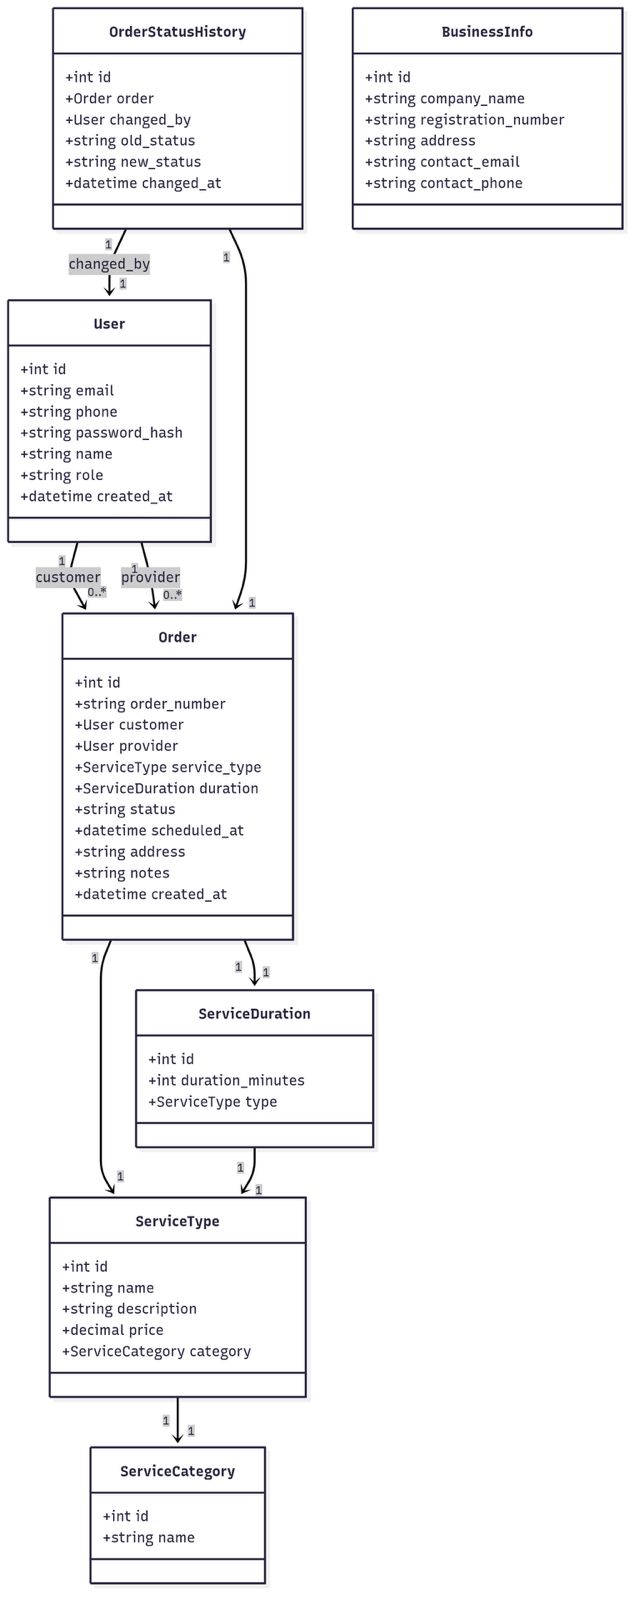 OrderStatusHistory
+int id
+Order order
+User changed_by
+string old_status
+string new_status
+datetime changed_at
BusinessInfo
+int id
+string company_name
+string registration_number
+string address
+string contact_email
+string contact_phone
1
changed_by
1
1
User
+int id
+string email
+string phone
+string password_hash
+string name
+string role
+datetime created_at
1
customer
0..*
1
provider
0..*
1
Order
+int id
+string order_number
+User customer
+User provider
+ServiceType service_type
+ServiceDuration duration
+string status
+datetime scheduled_at
+string address
+string notes
+datetime created_at
1
1
1
ServiceDuration
+int id
+int duration_minutes
+ServiceType type
1
1
1
ServiceType
+int id
+string name
+string description
+decimal price
+ServiceCategory category
1
1
ServiceCategory
+int id
+string name